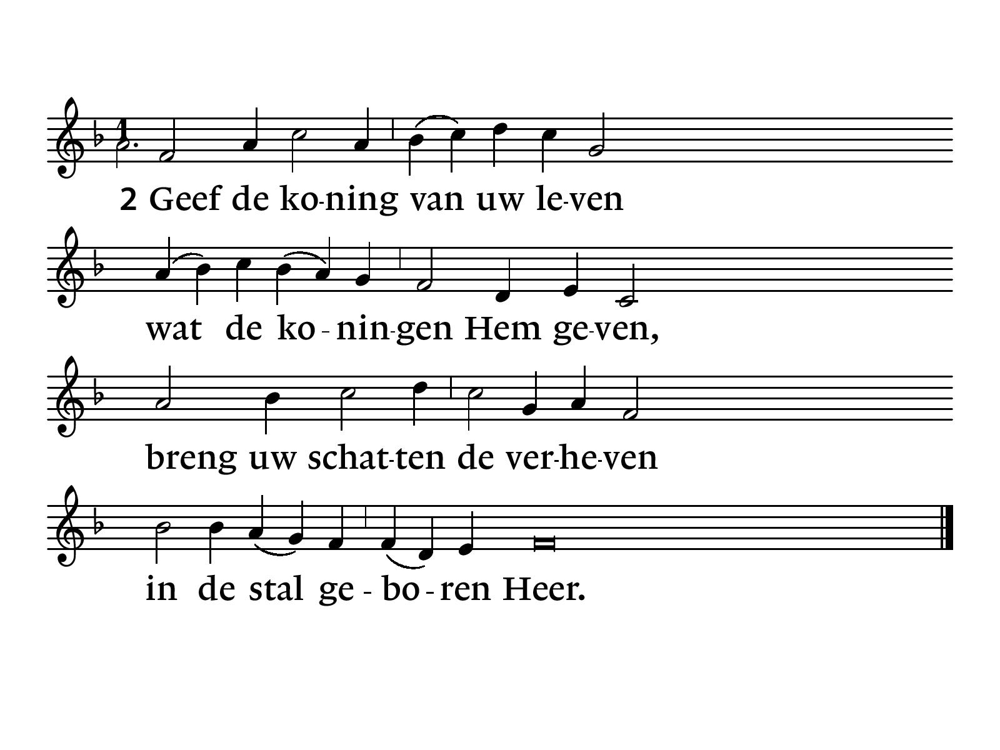 1
2 Geef de ko-ning van uw le-ven
wat de ko-nin-gen Hem ge-ven,
breng uw schat-ten de ver-he-ven
in de stal ge-bo-ren Heer.